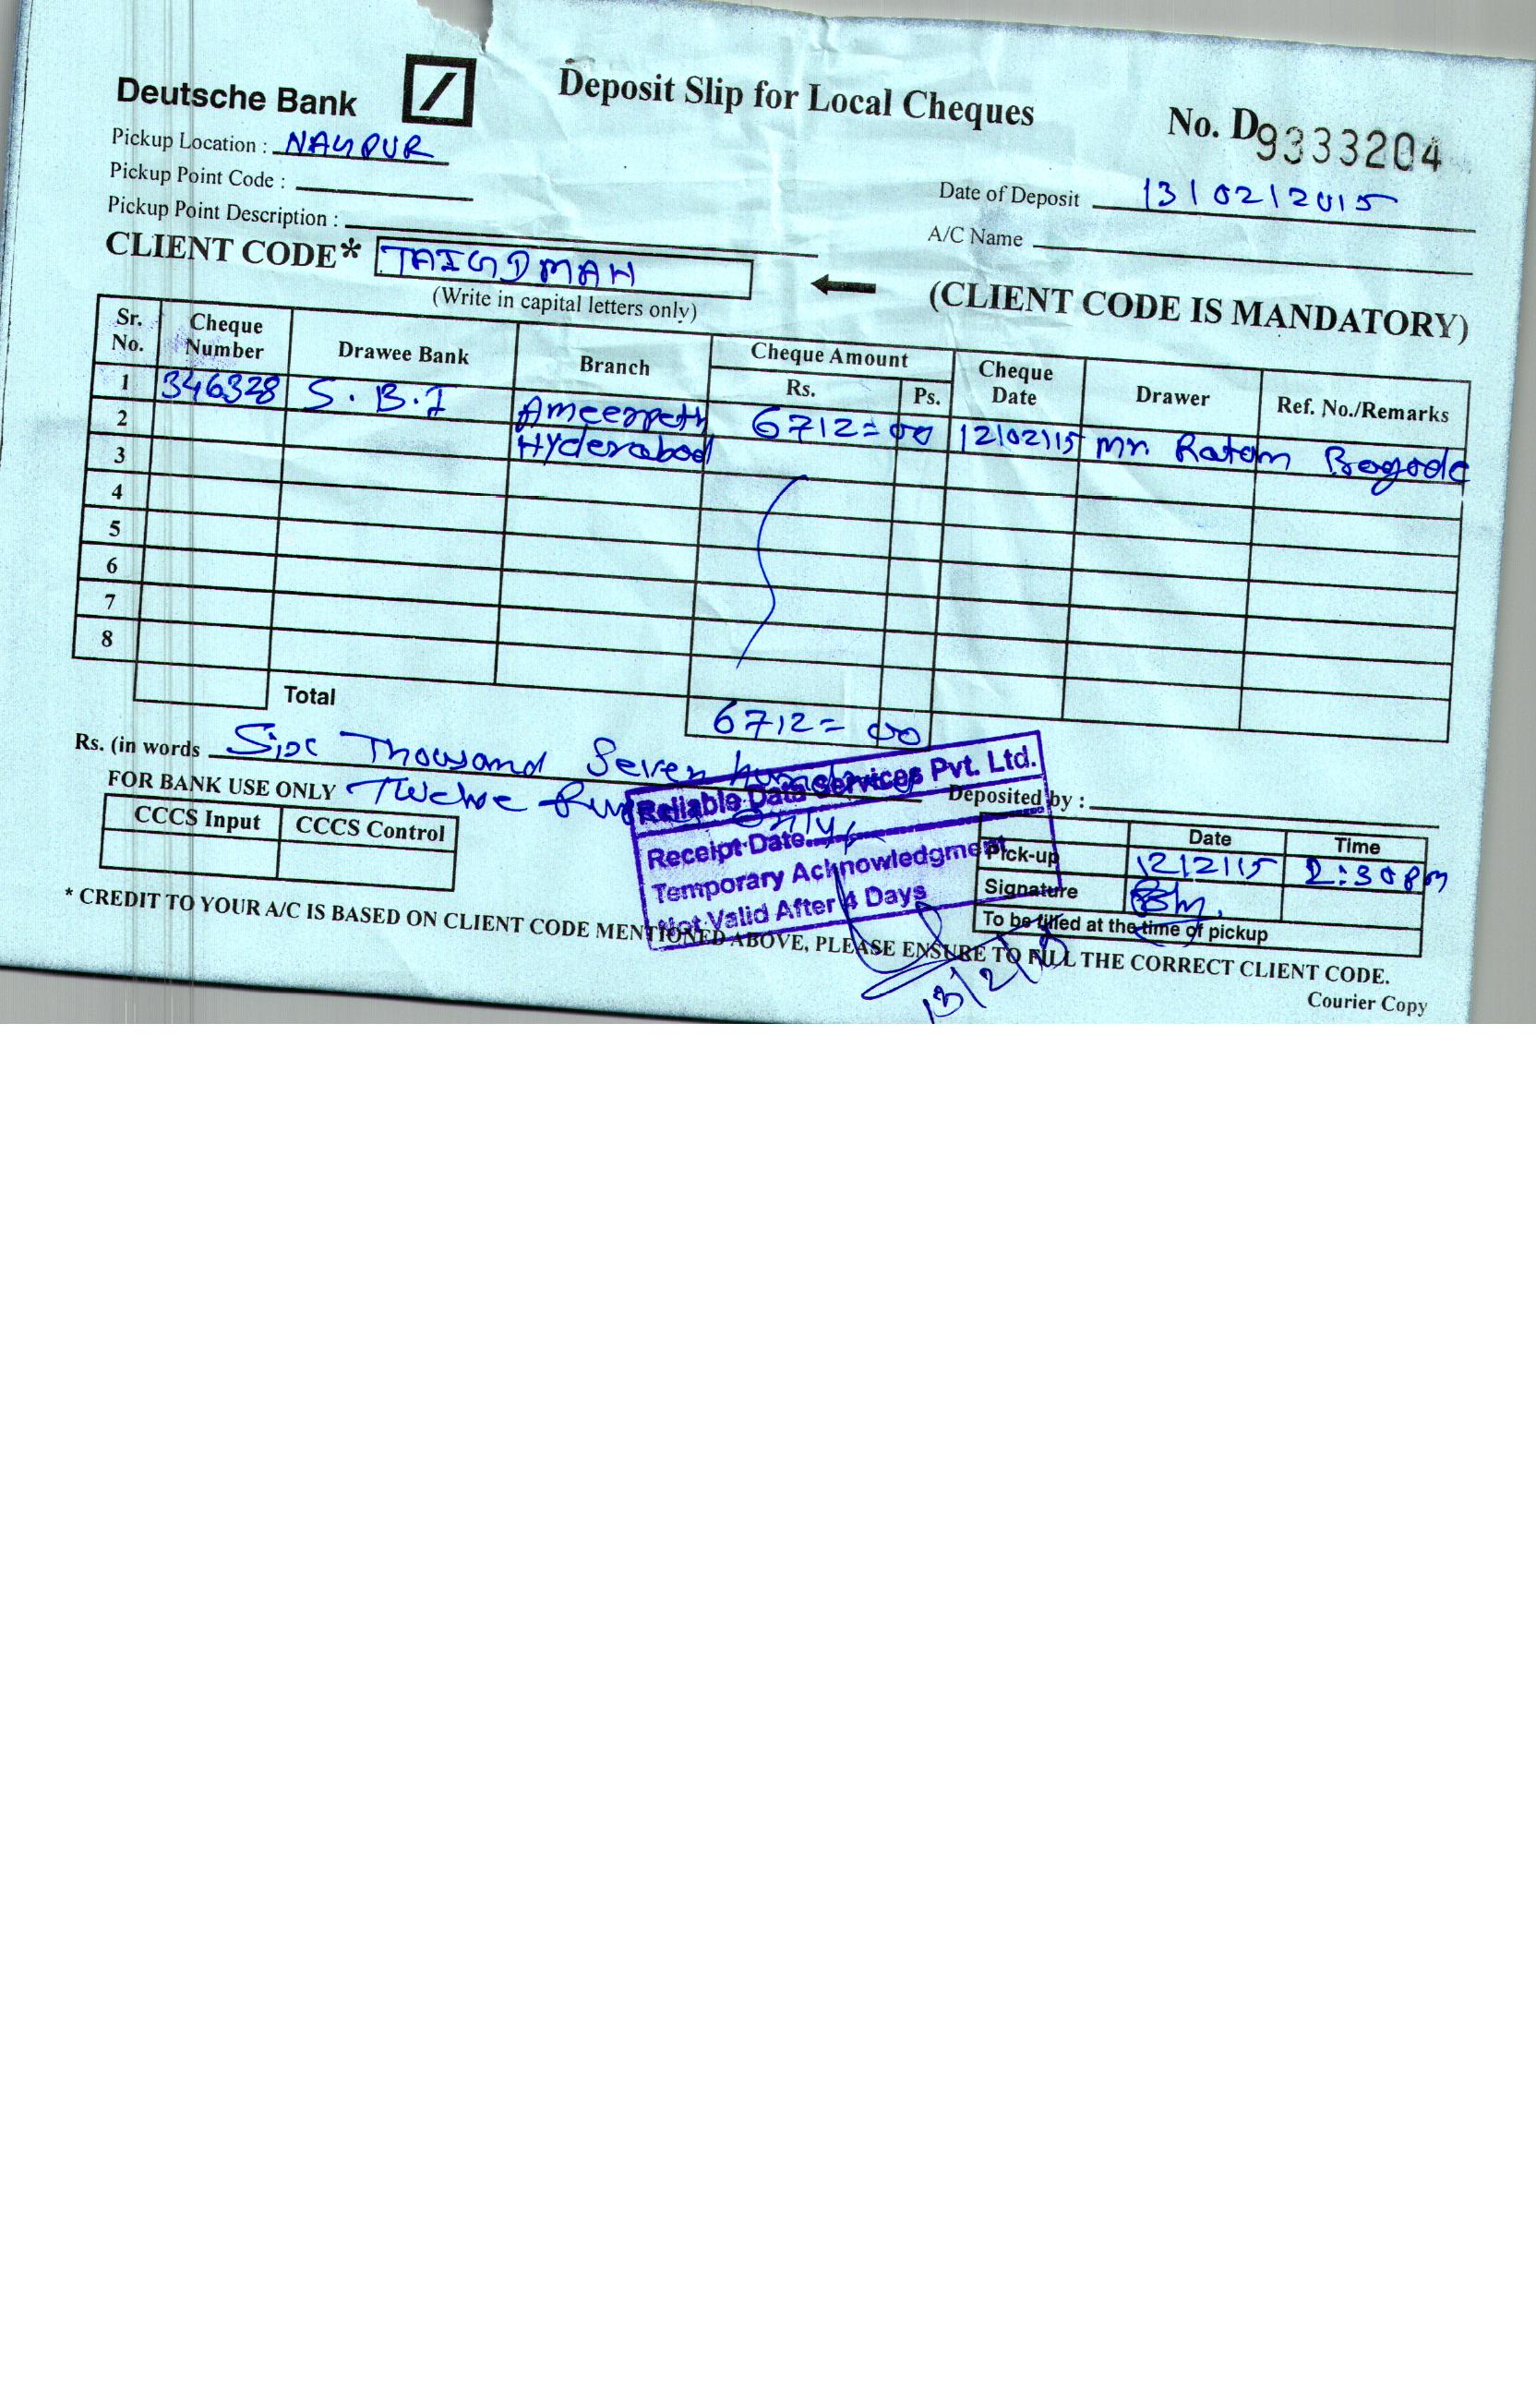 Deutsche Bank
Deposit Slip for Local Cheques
No. D9333204
Pickup Location : NAGPUR
Pickup Point Code :
Date of Deposit 13/02/2015
Pickup Point Description :
A/C Name
CLIENT CODE* TAIGDMAH
(Write in capital letters only)
(CLIENT CODE IS MANDATORY)
Sr. No. Cheque Number Drawee Bank Branch Cheque Amount Rs. Ps. Cheque Date Drawer Ref. No./Remarks
1 346328 S.B.I Ameerpeth 6712=00 12/02/15 Mr. Ratan
2 Hyderabad
3
4
5
6
7
8
Total 6712=00
Rs. (in words Six Thousand Seven hundred
FOR BANK USE ONLY Twelve only
Deposited by :
CCCS Input CCCS Control
Reliable Data Services Pvt. Ltd.
Receipt Date
Temporary Acknowledgment
Not Valid After 4 Days
Date Time
Pick-up 12/2/15 2:30pm
Signature
To be filled at the time of pickup
* CREDIT TO YOUR A/C IS BASED ON CLIENT CODE MENTIONED ABOVE, PLEASE ENSURE TO FILL THE CORRECT CLIENT CODE.
13/2/15
Courier Copy